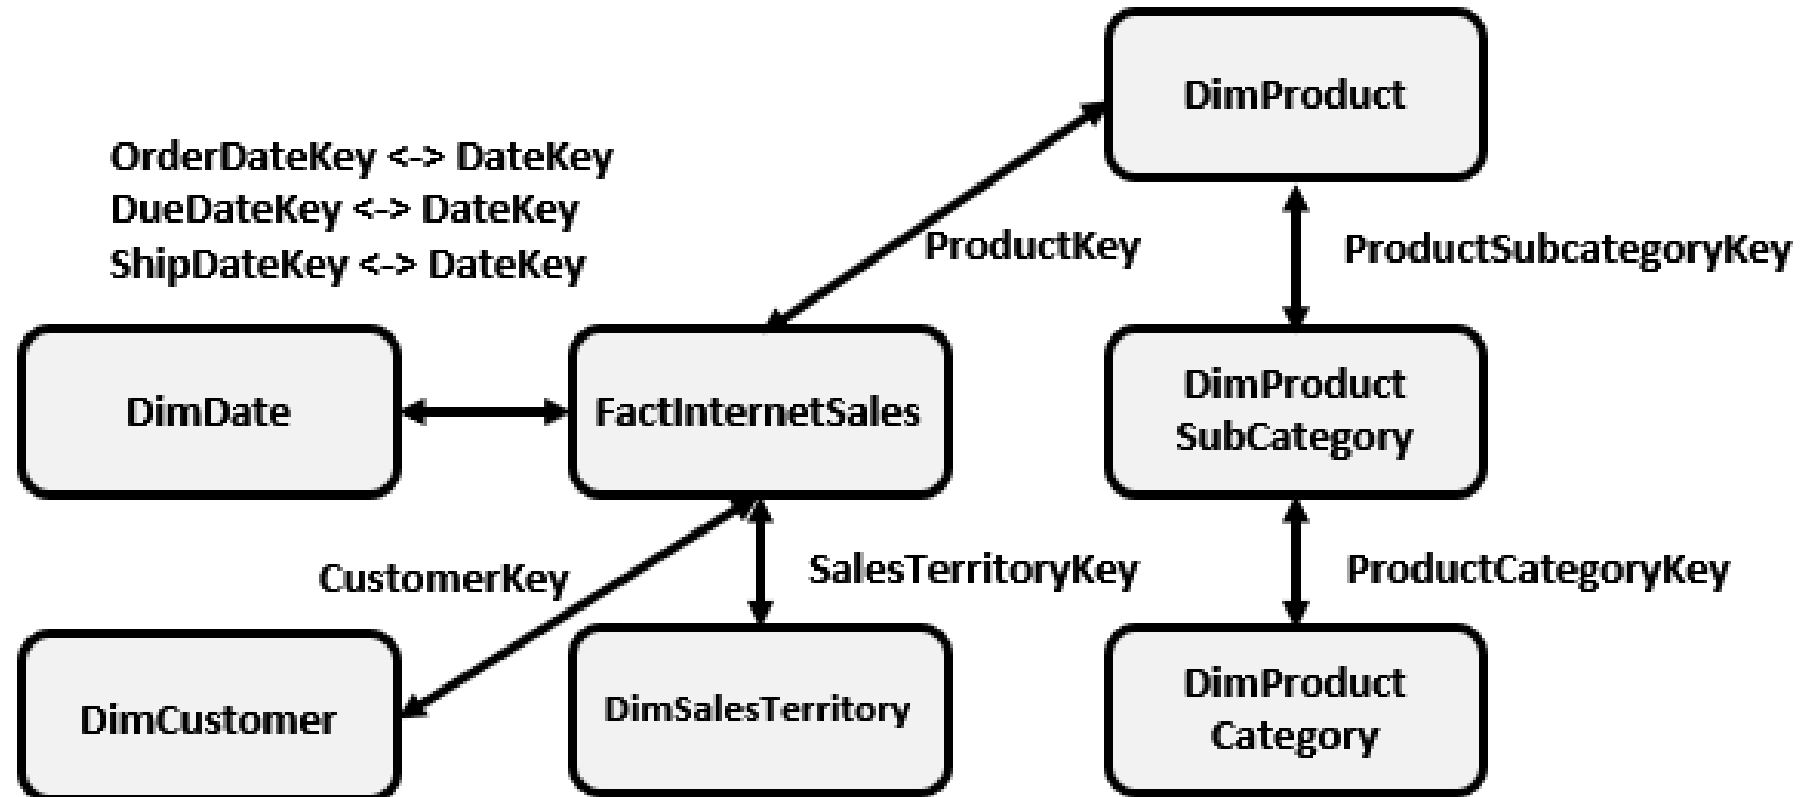 DimProduct
OrderDateKey <-> DateKey
DueDateKey <-> DateKey
ShipDateKey <-> DateKey
ProductKey
ProductSubcategoryKey
DimDate
FactInternetSales
DimProduct
SubCategory
CustomerKey
SalesTerritoryKey
ProductCategoryKey
DimCustomer
DimSalesTerritory
DimProduct
Category